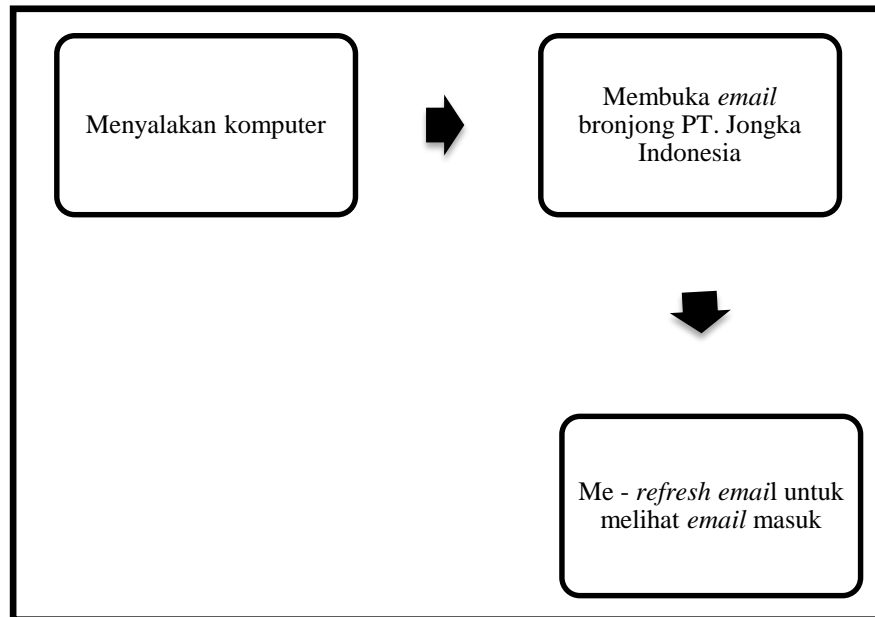 Menyalakan komputer
Membuka email
bronjong PT. Jongka
Indonesia
Me - refresh email untuk
melihat email masuk